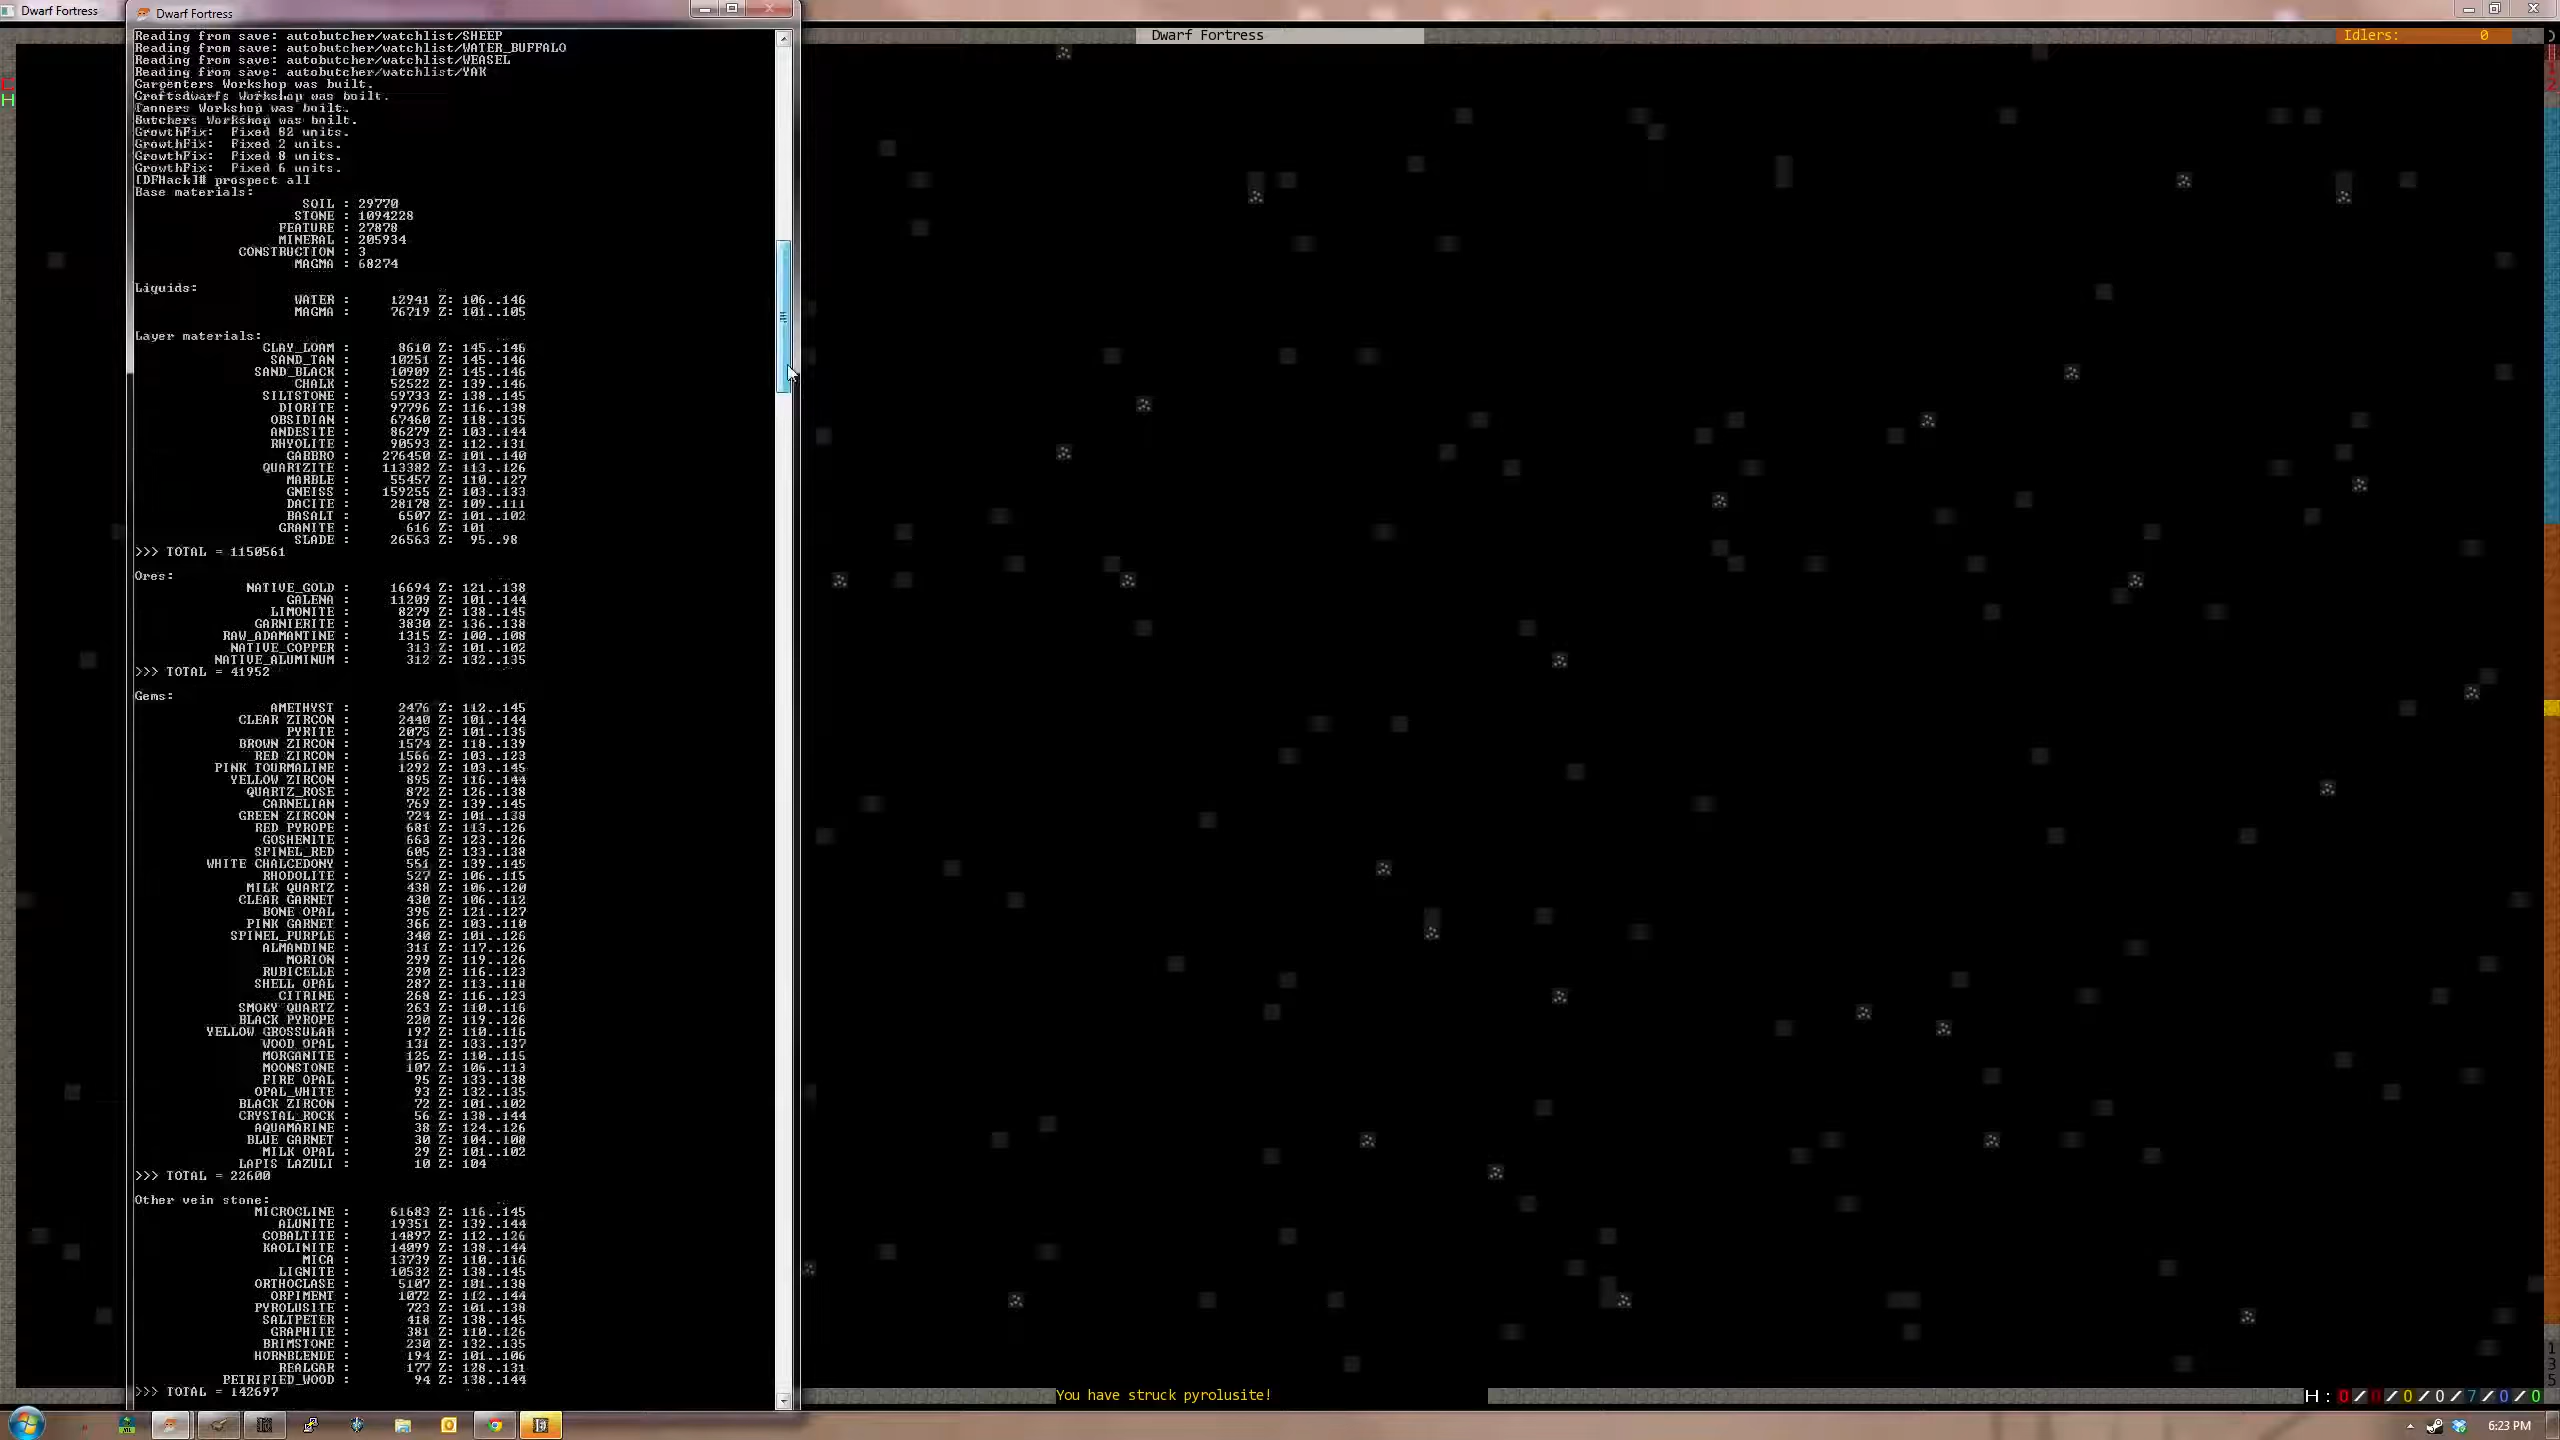 Dwarf Fortress
Dwarf Fortress
Reading from save: autobutcher/watchlist/SHEEP
Reading from save: autobutcher/watchlist/WATER_BUFFALO
Reading from save: autobutcher/watchlist/WEASEL
Reading from save: autobutcher/watchlist/YAK
Carpenters Workshop was built.
Craftsdwarfs Workshop was built.
Tanners Workshop was built.
Butchers Workshop was built.
GrowthFix: Fixed 82 units.
GrowthFix: Fixed 2 units.
GrowthFix: Fixed 8 units.
GrowthFix: Fixed 6 units.
[DFHack]# prospect all
Base materials:
SOIL : 29770
STONE : 1094228
FEATURE : 27878
MINERAL : 205934
CONSTRUCTION : 3
MAGMA : 68274
Liquids:
WATER : 12941 Z: 106..146
MAGMA : 76719 Z: 101..105
Layer materials:
CLAY_LOAM : 8610 Z: 145..146
SAND_TAN : 10251 Z: 145..146
SAND_BLACK : 10909 Z: 145..146
CHALK : 52522 Z: 139..146
SILTSTONE : 59733 Z: 138..145
DIORITE : 97796 Z: 116..138
OBSIDIAN : 67460 Z: 118..135
ANDESITE : 86279 Z: 103..144
RHYOLITE : 90593 Z: 112..131
GABBRO : 276450 Z: 101..140
QUARTZITE : 113382 Z: 113..126
MARBLE : 55457 Z: 110..127
GNEISS : 159255 Z: 103..133
DACITE : 28178 Z: 109..111
BASALT : 6507 Z: 101..102
GRANITE : 616 Z: 101
SLADE : 26563 Z: 95..98
>>> TOTAL = 1150561
Ores:
NATIVE_GOLD : 16694 Z: 121..138
GALENA : 11209 Z: 101..144
LIMONITE : 8279 Z: 138..145
GARNIERITE : 3830 Z: 136..138
RAW_ADAMANTINE : 1315 Z: 100..108
NATIVE_COPPER : 313 Z: 101..102
NATIVE_ALUMINUM : 312 Z: 132..135
>>> TOTAL = 41952
Gems:
AMETHYST : 2476 Z: 112..145
CLEAR ZIRCON : 2440 Z: 101..144
PYRITE : 2075 Z: 101..135
BROWN ZIRCON : 1574 Z: 118..139
RED ZIRCON : 1566 Z: 103..123
PINK TOURMALINE : 1292 Z: 103..145
YELLOW ZIRCON : 895 Z: 116..144
QUARTZ_ROSE : 872 Z: 126..138
CARNELIAN : 769 Z: 139..145
GREEN ZIRCON : 724 Z: 101..138
RED PYROPE : 681 Z: 113..126
GOSHENITE : 663 Z: 123..126
SPINEL_RED : 605 Z: 133..138
WHITE CHALCEDONY : 551 Z: 139..145
RHODOLITE : 527 Z: 106..115
MILK QUARTZ : 438 Z: 106..120
CLEAR GARNET : 430 Z: 106..112
BONE OPAL : 395 Z: 121..127
PINK GARNET : 366 Z: 103..110
SPINEL_PURPLE : 340 Z: 101..126
ALMANDINE : 311 Z: 117..126
MORION : 299 Z: 119..126
RUBICELLE : 290 Z: 116..123
SHELL OPAL : 287 Z: 113..118
CITRINE : 268 Z: 116..123
SMOKY QUARTZ : 263 Z: 110..116
BLACK PYROPE : 220 Z: 119..126
YELLOW GROSSULAR : 197 Z: 110..115
WOOD OPAL : 131 Z: 133..137
MORGANITE : 125 Z: 110..115
MOONSTONE : 107 Z: 106..113
FIRE OPAL : 95 Z: 133..138
OPAL_WHITE : 93 Z: 132..135
BLACK ZIRCON : 72 Z: 101..102
CRYSTAL_ROCK : 56 Z: 138..144
AQUAMARINE : 38 Z: 124..126
BLUE GARNET : 30 Z: 104..108
MILK OPAL : 29 Z: 101..102
LAPIS LAZULI : 10 Z: 104
>>> TOTAL = 22600
Other vein stone:
MICROCLINE : 61683 Z: 116..145
ALUNITE : 19351 Z: 139..144
COBALTITE : 14897 Z: 112..126
KAOLINITE : 14099 Z: 138..144
MICA : 13739 Z: 110..116
LIGNITE : 10532 Z: 138..145
ORTHOCLASE : 5107 Z: 101..138
ORPIMENT : 1072 Z: 112..144
PYROLUSITE : 723 Z: 101..138
SALTPETER : 418 Z: 138..145
GRAPHITE : 381 Z: 110..126
BRIMSTONE : 230 Z: 132..135
HORNBLENDE : 194 Z: 101..106
REALGAR : 177 Z: 128..131
PETRIFIED_WOOD : 94 Z: 138..144
>>> TOTAL = 142697
Dwarf Fortress
Idlers: 0
You have struck pyrolusite!
H: 0/0/0/0/7/0/0
6:23 PM